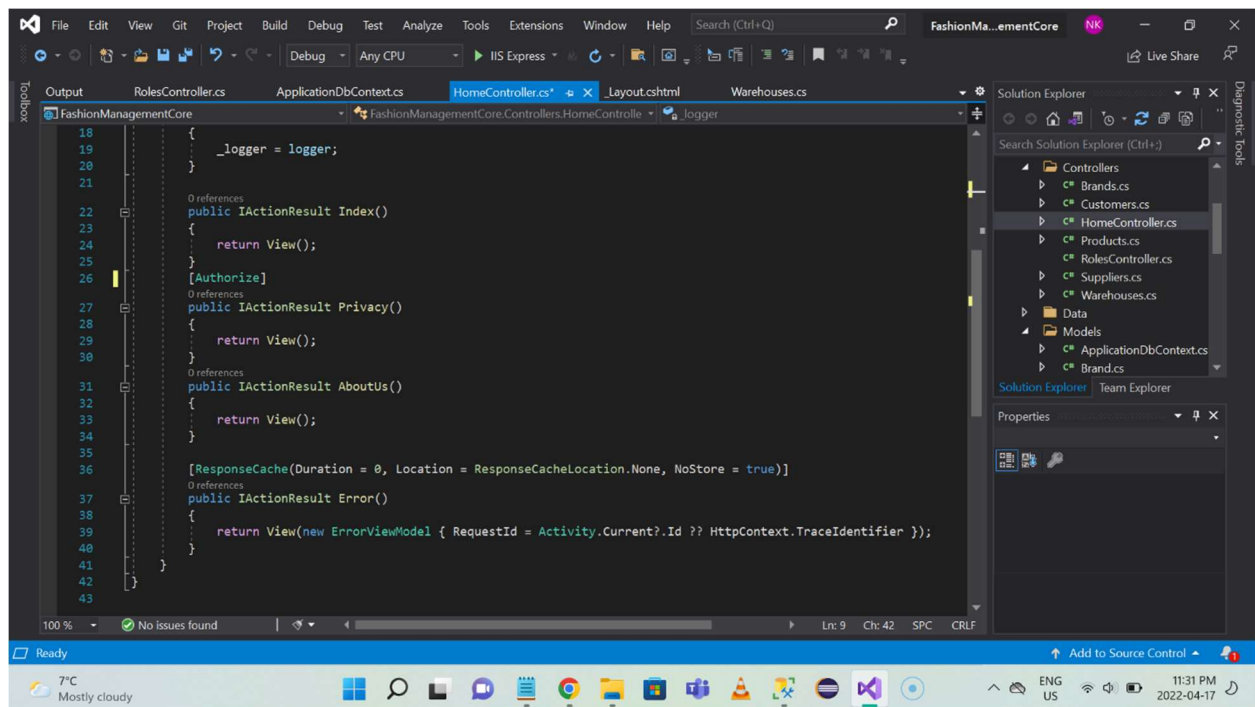 File Edit View Git Project Build Debug Test Analyze Tools Extensions Window Help Search (Ctrl+Q) FashionMa...ementCore NK
Debug Any CPU IIS Express Live Share
Toolbox
Output RolesController.cs ApplicationDbContext.cs HomeController.cs* _Layout.cshtml Warehouses.cs
FashionManagementCore FashionManagementCore.Controllers.HomeControlle _logger
18 {
19 _logger = logger;
20 }
21
0 references
22 public IActionResult Index()
23 {
24 return View();
25 }
26 [Authorize]
0 references
27 public IActionResult Privacy()
28 {
29 return View();
30 }
0 references
31 public IActionResult AboutUs()
32 {
33 return View();
34 }
35
36 [ResponseCache(Duration = 0, Location = ResponseCacheLocation.None, NoStore = true)]
0 references
37 public IActionResult Error()
38 {
39 return View(new ErrorViewModel { RequestId = Activity.Current?.Id ?? HttpContext.TraceIdentifier });
40 }
41 }
42 }
43
100 % No issues found Ln: 9 Ch: 42 SPC CRLF
Solution Explorer
Search Solution Explorer (Ctrl+;)
Controllers
C# Brands.cs
C# Customers.cs
C# HomeController.cs
C# Products.cs
C# RolesController.cs
C# Suppliers.cs
C# Warehouses.cs
Data
Models
C# ApplicationDbContext.cs
C# Brand.cs
Solution Explorer Team Explorer
Properties
Diagnostic Tools
Ready Add to Source Control 1
7°C
Mostly cloudy
ENG
US
11:31 PM
2022-04-17